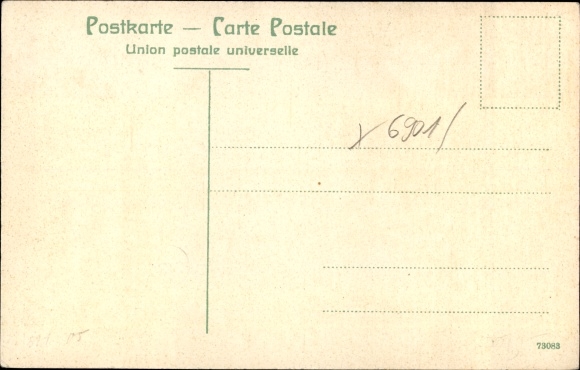 Postkarte — Carte Postale
Union postale universelle
x 6901/
73083